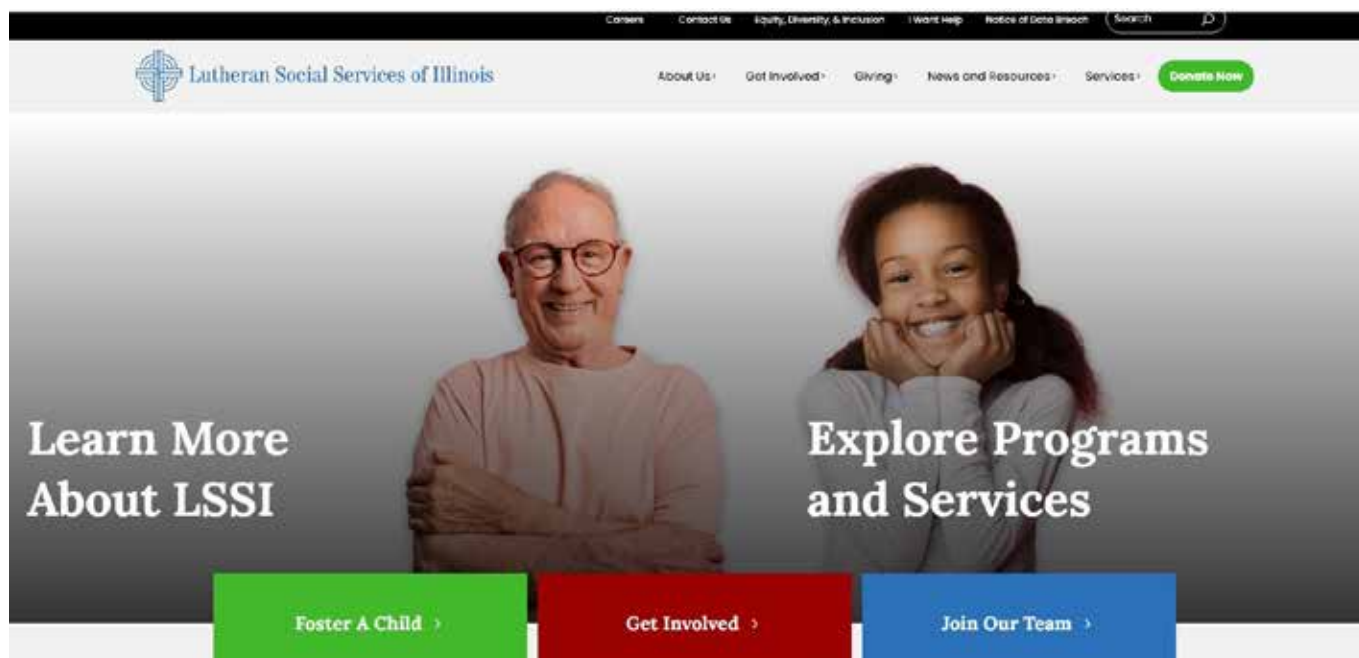 Careers Contact Us Equity, Diversity, & Inclusion I Want Help Notice of Data Breach Search
Lutheran Social Services of Illinois
About Us Get Involved Giving News and Resources Services Donate Now
Learn More
About LSSI
Explore Programs
and Services
Foster A Child
Get Involved
Join Our Team